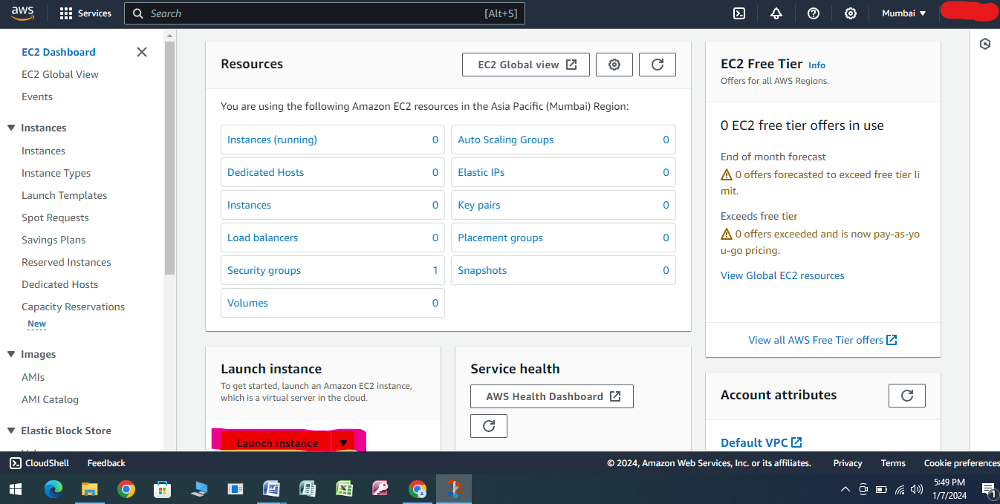 aws
Services
Search
[Alt+S]
Mumbai
EC2 Dashboard
EC2 Global View
Events
Instances
Instances
Instance Types
Launch Templates
Spot Requests
Savings Plans
Reserved Instances
Dedicated Hosts
Capacity Reservations
New
Images
AMIs
AMI Catalog
Elastic Block Store
Resources
EC2 Global view
You are using the following Amazon EC2 resources in the Asia Pacific (Mumbai) Region:
Instances (running) 0
Auto Scaling Groups 0
Dedicated Hosts 0
Elastic IPs 0
Instances 0
Key pairs 0
Load balancers 0
Placement groups 0
Security groups 1
Snapshots 0
Volumes 0
Launch instance
To get started, launch an Amazon EC2 instance,
which is a virtual server in the cloud.
Launch instance
Service health
AWS Health Dashboard
EC2 Free Tier Info
Offers for all AWS Regions.
0 EC2 free tier offers in use
End of month forecast
0 offers forecasted to exceed free tier li
mit.
Exceeds free tier
0 offers exceeded and is now pay-as-yo
u-go pricing.
View Global EC2 resources
View all AWS Free Tier offers
Account attributes
Default VPC
CloudShell
Feedback
© 2024, Amazon Web Services, Inc. or its affiliates.
Privacy
Terms
Cookie preferences
5:49 PM
1/7/2024
1